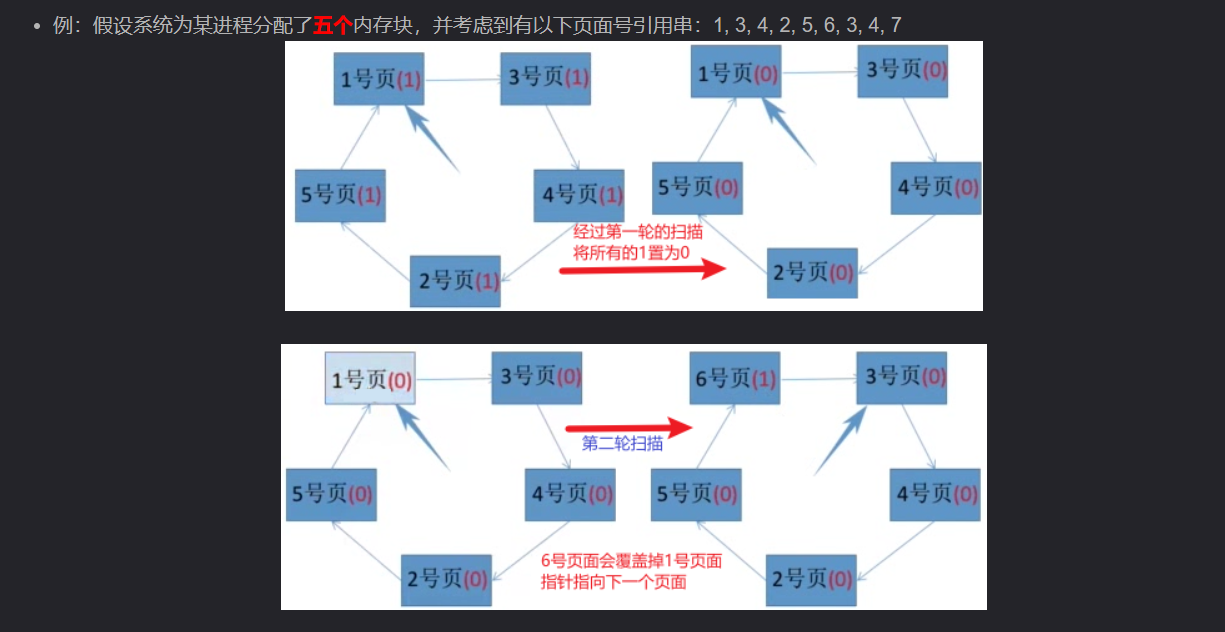 例：假设系统为某进程分配了五个内存块，并考虑到有以下页面号引用串：1, 3, 4, 2, 5, 6, 3, 4, 7
1号页(1)
3号页(1)
5号页(1)
4号页(1)
2号页(1)
经过第一轮的扫描
将所有的1置为0
1号页(0)
3号页(0)
5号页(0)
4号页(0)
2号页(0)
1号页(0)
3号页(0)
5号页(0)
4号页(0)
2号页(0)
第二轮扫描
6号页面会覆盖掉1号页面
指针指向下一个页面
6号页(1)
3号页(0)
5号页(0)
4号页(0)
2号页(0)